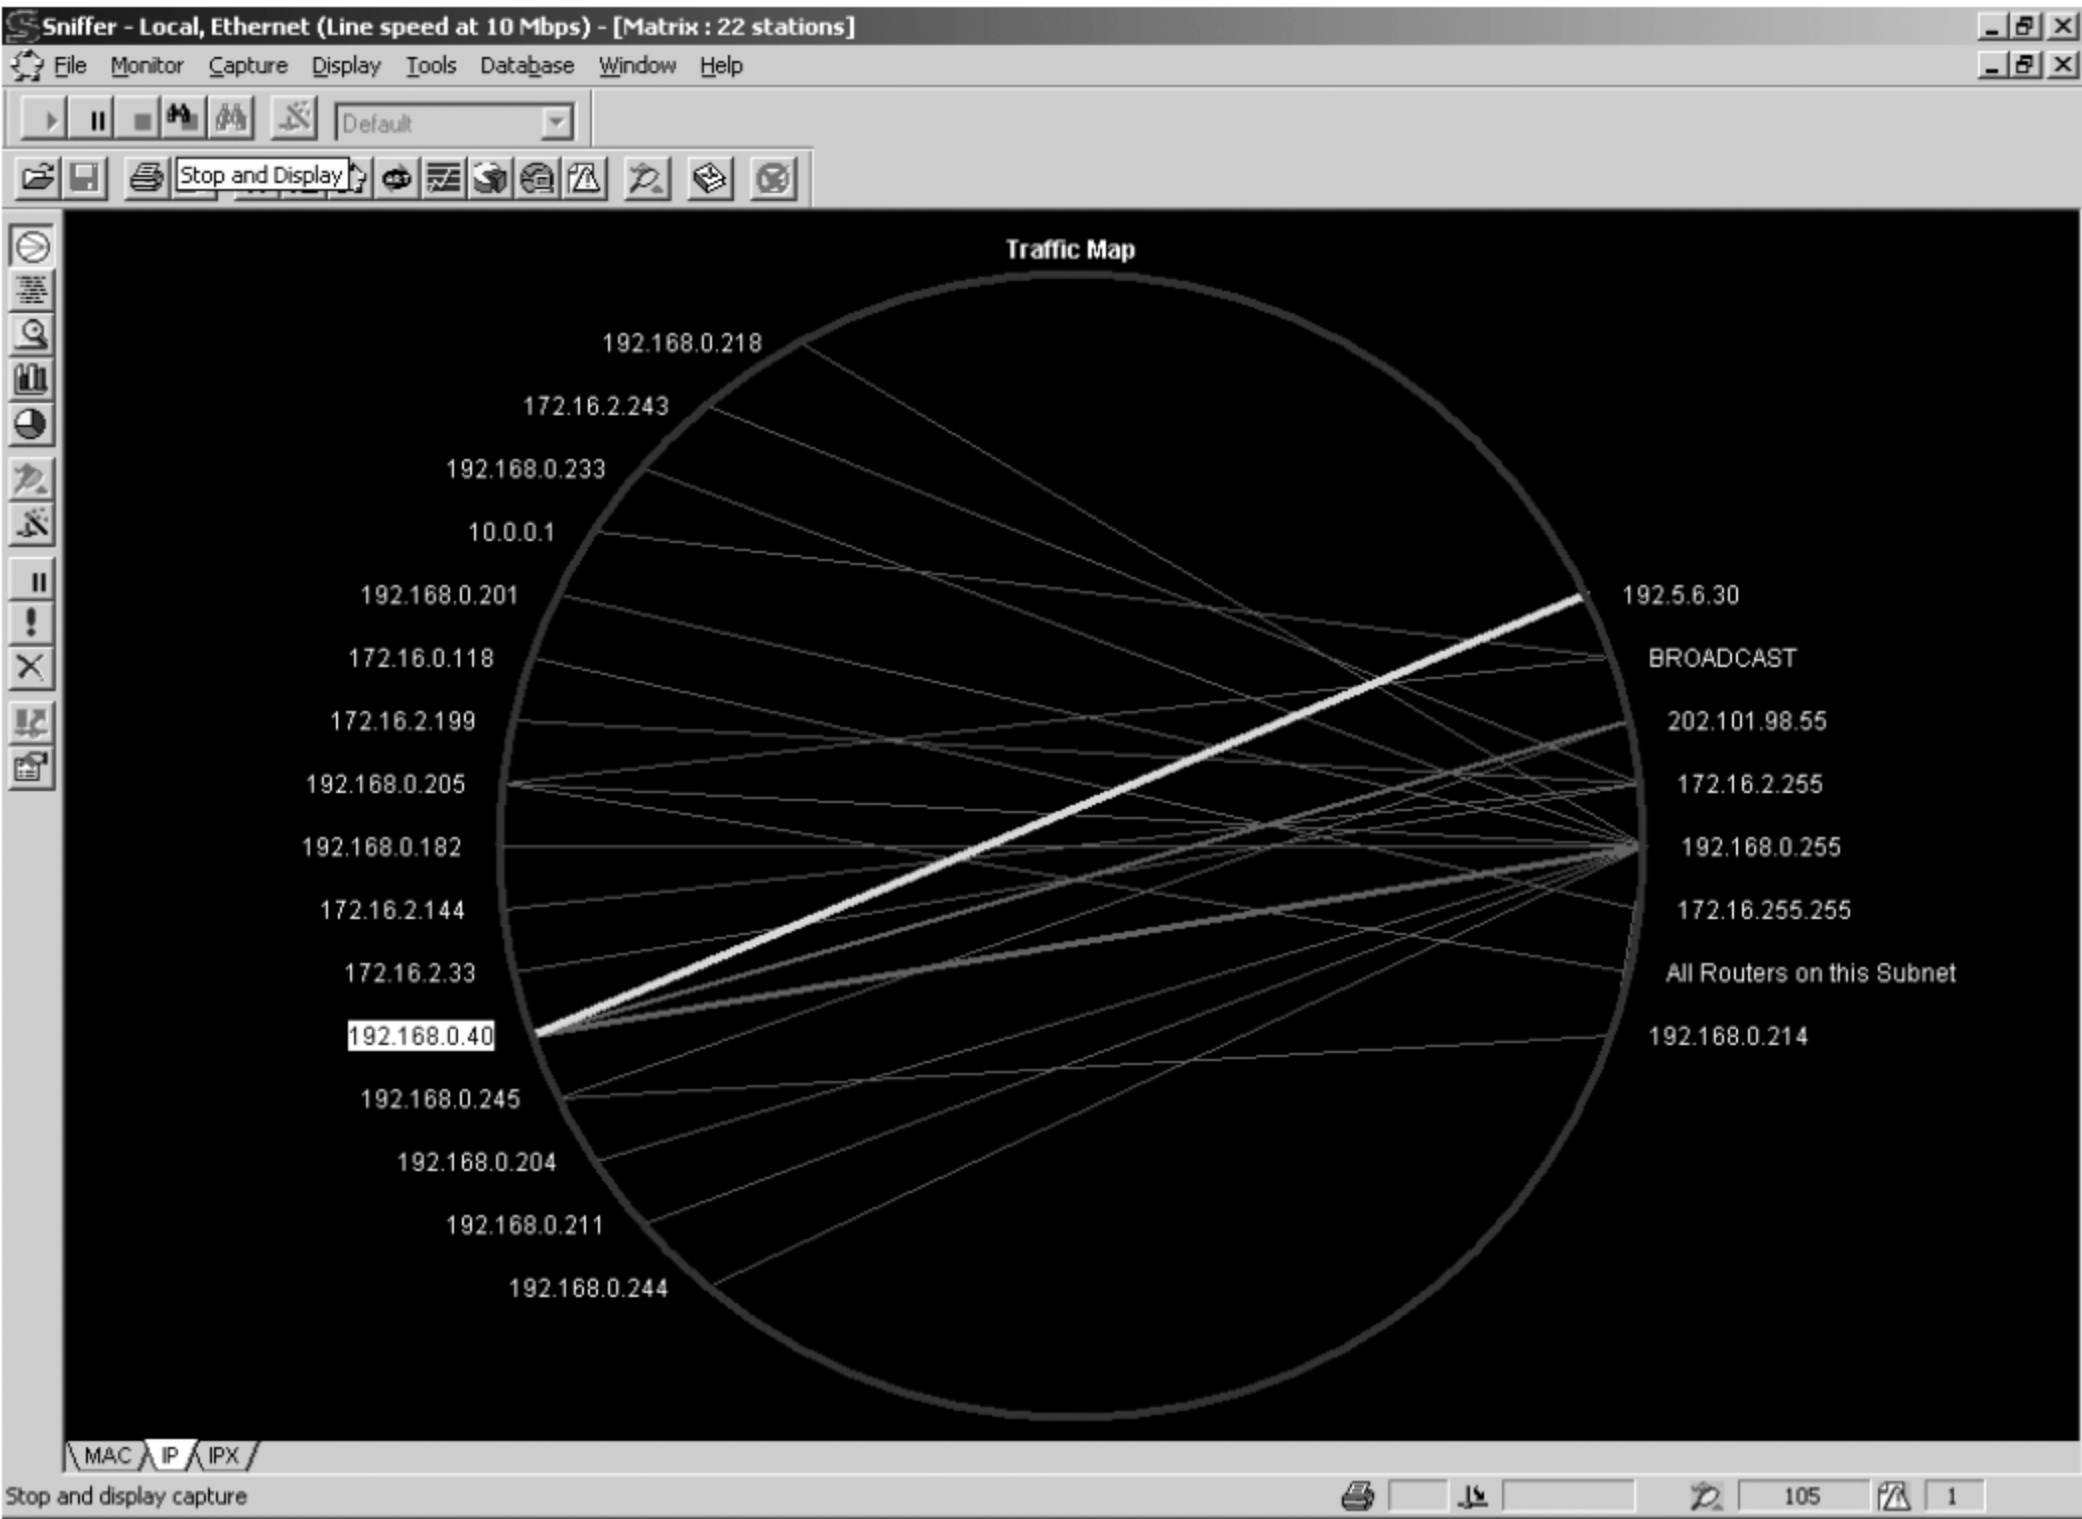 Sniffer - Local, Ethernet (Line speed at 10 Mbps) - [Matrix : 22 stations]
File Monitor Capture Display Tools Database Window Help
Default
Stop and Display
Traffic Map
192.168.0.218
172.16.2.243
192.168.0.233
10.0.0.1
192.168.0.201
192.5.6.30
172.16.0.118
BROADCAST
172.16.2.199
202.101.98.55
192.168.0.205
172.16.2.255
192.168.0.182
192.168.0.255
172.16.2.144
172.16.255.255
172.16.2.33
All Routers on this Subnet
192.168.0.40
192.168.0.214
192.168.0.245
192.168.0.204
192.168.0.211
192.168.0.244
MAC IP IPX
Stop and display capture 105 1